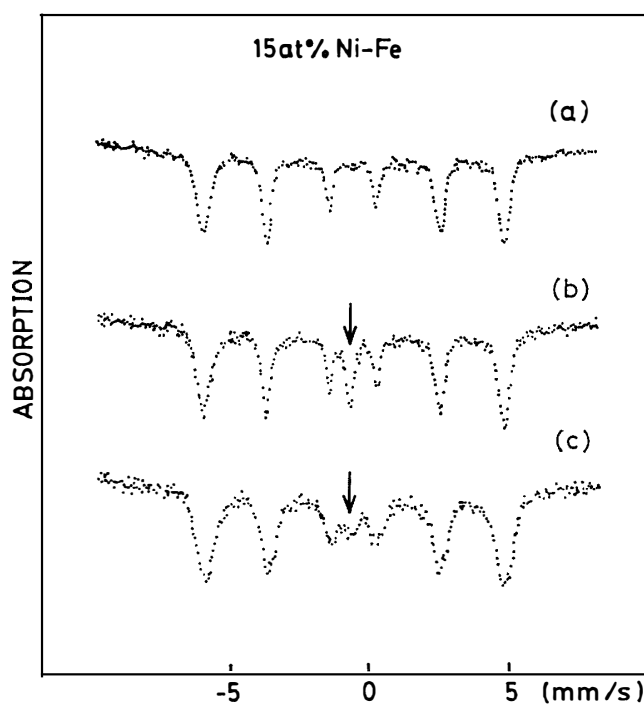 15at% Ni-Fe
(a)
(b)
(c)
ABSORPTION
-5 0 5 (mm/s)